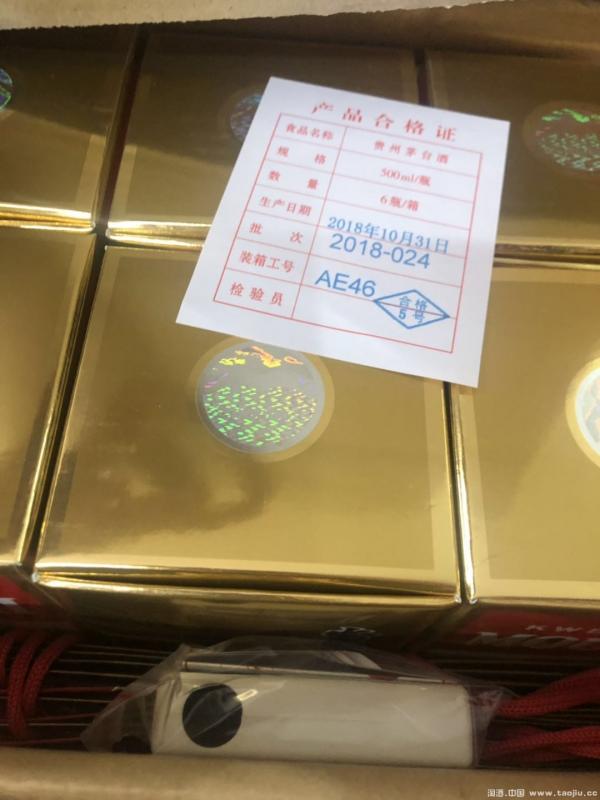 产品合格证
食品名称 贵州茅台酒
规格 500ml/瓶
数量 6瓶/箱
生产日期 2018年10月31日
批次 2018-024
装箱工号 AE46
检验员 合格 5号
KWE
MOU
淘酒.中国 www.taojiu.cc